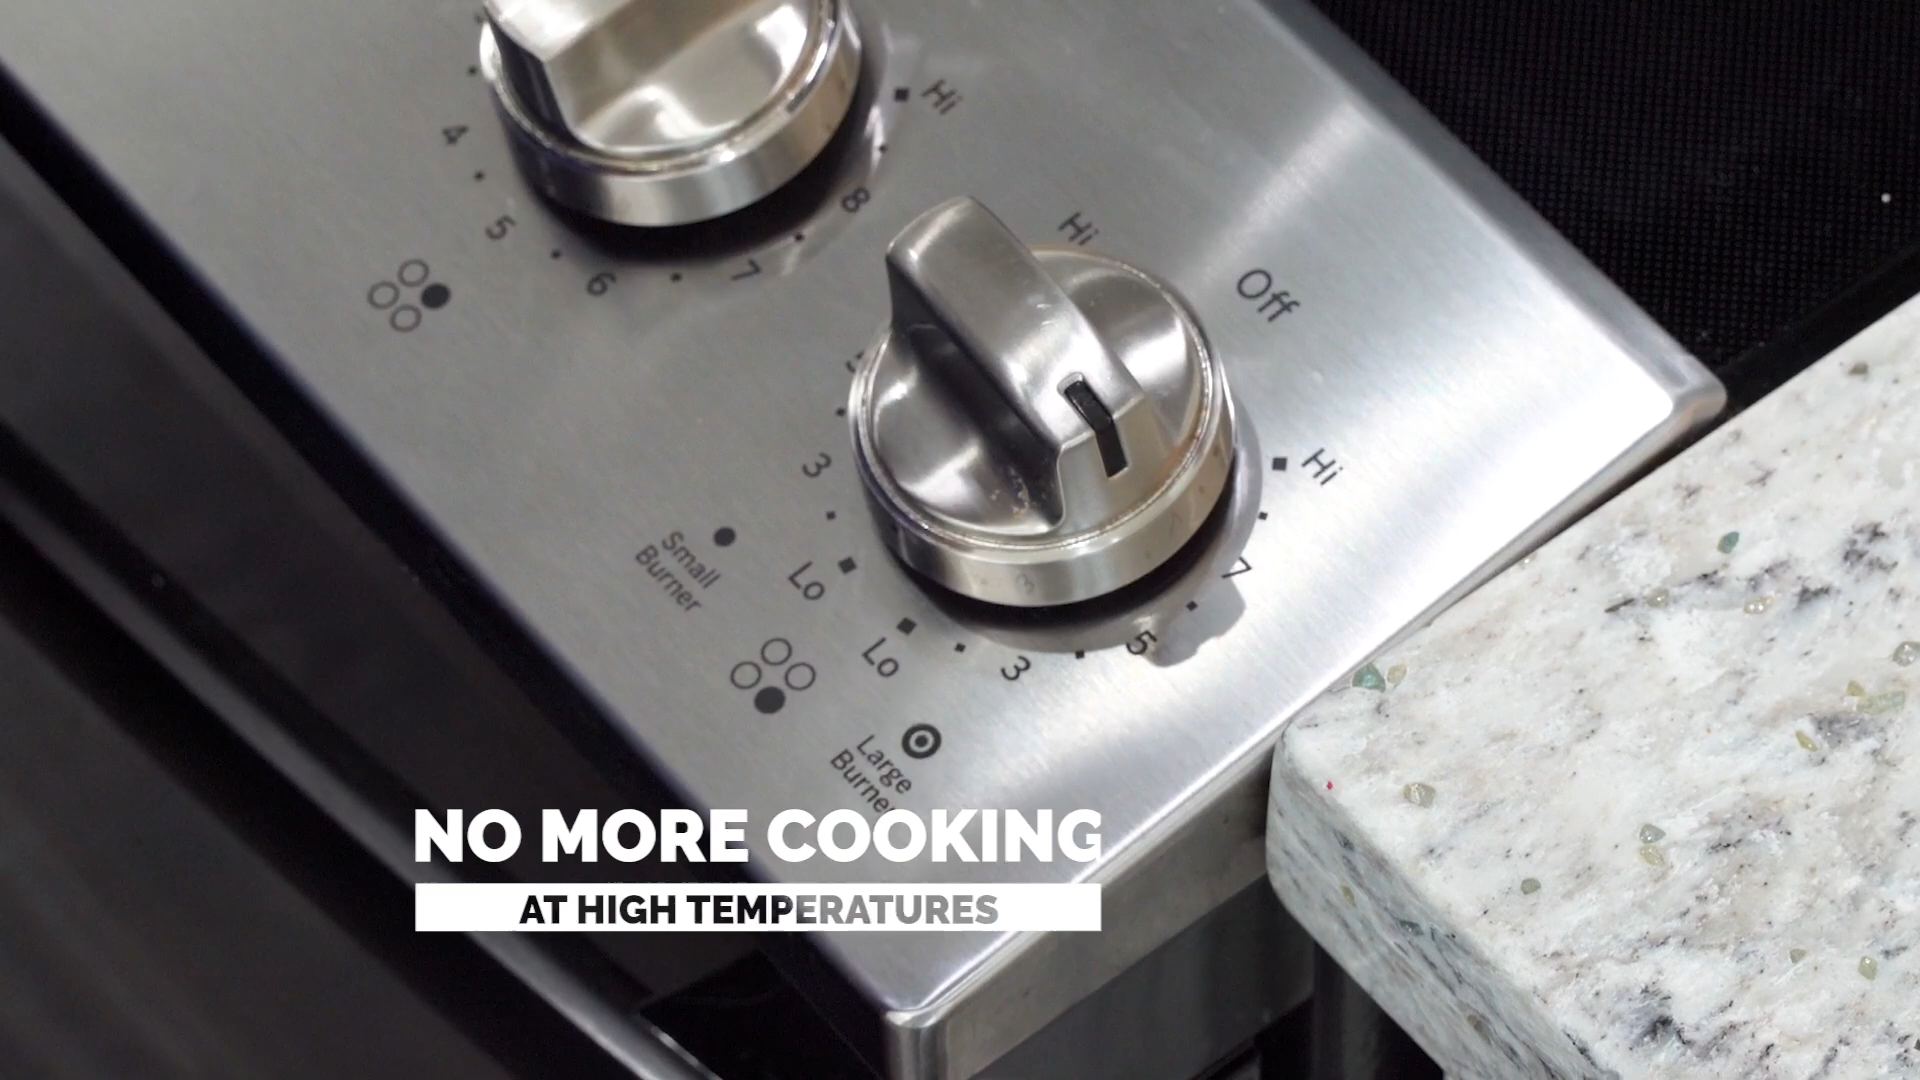 Hi
4
5
6
7
8
Hi
Off
3
Hi
Small
Burner
Lo
7
Lo
3
5
Large
Burner
NO MORE COOKING
AT HIGH TEMPERATURES